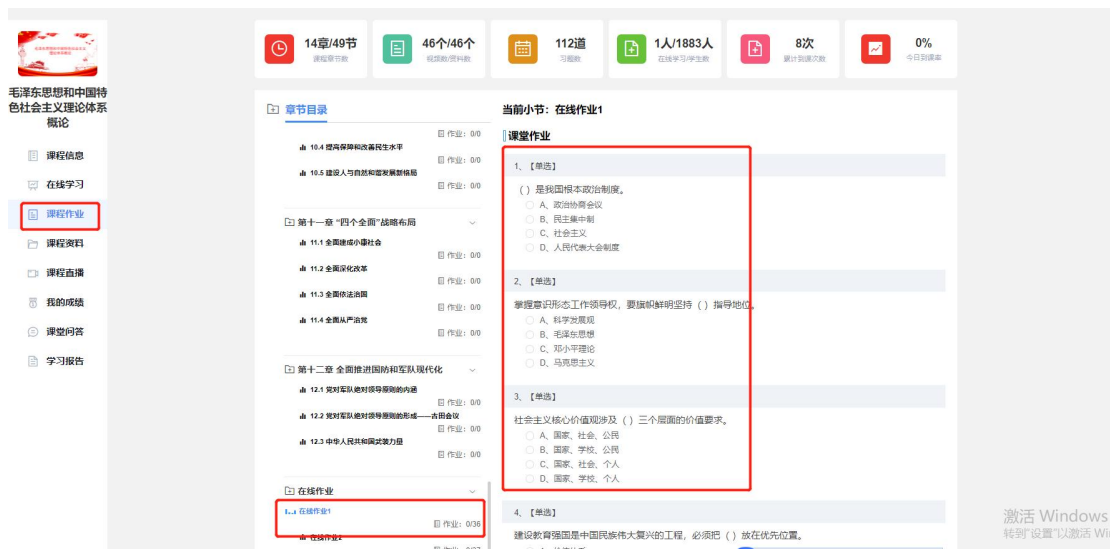 14章/49节
课程章节数
46个/46个
视频数/资料数
112道
习题数
1人/1883人
在线学习/学生数
8次
累计到课次数
0%
今日到课率
毛泽东思想和中国特
色社会主义理论体系
概论
课程信息
在线学习
课程作业
课程资料
课程直播
我的成绩
课堂问答
学习报告
章节目录
作业：0/0
10.4 提高保障和改善民生水平
作业：0/0
10.5 建设人与自然和谐发展新格局
作业：0/0
第十一章 “四个全面”战略布局
11.1 全面建成小康社会
作业：0/0
11.2 全面深化改革
作业：0/0
11.3 全面依法治国
作业：0/0
11.4 全面从严治党
作业：0/0
第十二章 全面推进国防和军队现代化
12.1 党对军队绝对领导原则的内涵
作业：0/0
12.2 党对军队绝对领导原则的形成——古田会议
作业：0/0
12.3 中华人民共和国武装力量
作业：0/0
在线作业
在线作业1
作业：0/36
在线作业2
作业：0/37
当前小节：在线作业1
课堂作业
1、【单选】
（ ）是我国根本政治制度。
A、政治协商会议
B、民主集中制
C、社会主义
D、人民代表大会制度
2、【单选】
掌握意识形态工作领导权，要旗帜鲜明坚持（ ）指导地位。
A、科学发展观
B、毛泽东思想
C、邓小平理论
D、马克思主义
3、【单选】
社会主义核心价值观涉及（ ）三个层面的价值要求。
A、国家、社会、公民
B、国家、学校、公民
C、国家、社会、个人
D、国家、学校、个人
4、【单选】
建设教育强国是中国民族伟大复兴的工程，必须把（ ）放在优先位置。
激活 Windows
转到"设置"以激活 Wi